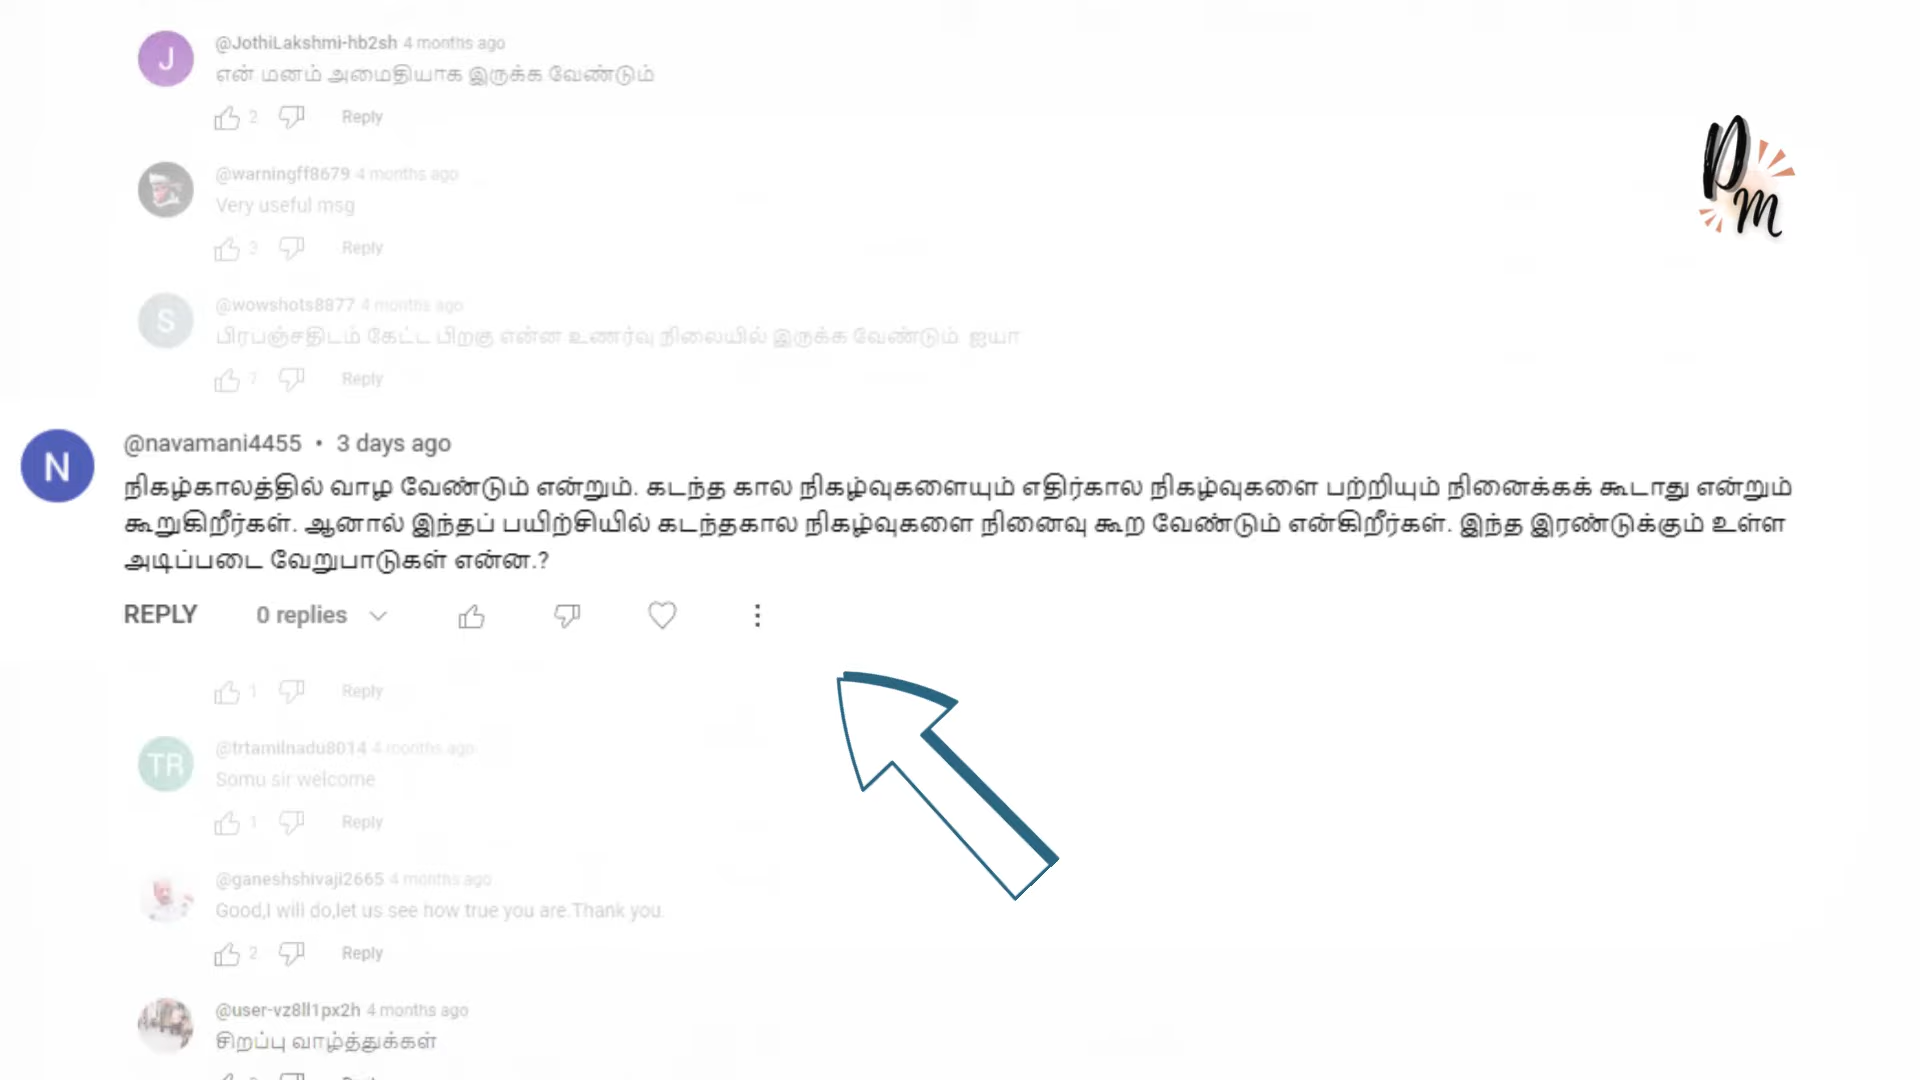 J
@JothiLakshmi-hb2sh 4 months ago
என் மனம் அமைதியாக இருக்க வேண்டும்
2 Reply
@warningff8679 4 months ago
Very useful msg
3 Reply
S
@wowshots8877 4 months ago
பிரபஞ்சதிடம் கேட்ட பிறகு என்ன உணர்வு நிலையில் இருக்க வேண்டும் ஐயா
7 Reply
N
@navamani4455 • 3 days ago
நிகழ்காலத்தில் வாழ வேண்டும் என்றும். கடந்த கால நிகழ்வுகளையும் எதிர்கால நிகழ்வுகளை பற்றியும் நினைக்கக் கூடாது என்றும்
கூறுகிறீர்கள். ஆனால் இந்தப் பயிற்சியில் கடந்தகால நிகழ்வுகளை நினைவு கூற வேண்டும் என்கிறீர்கள். இந்த இரண்டுக்கும் உள்ள
அடிப்படை வேறுபாடுகள் என்ன.?
REPLY 0 replies
1 Reply
TR
@trtamilnadu8014 4 months ago
Somu sir welcome
1 Reply
@ganeshshivaji2665 4 months ago
Good,I will do,let us see how true you are.Thank you.
2 Reply
@user-vz8ll1px2h 4 months ago
சிறப்பு வாழ்த்துக்கள்
Pm